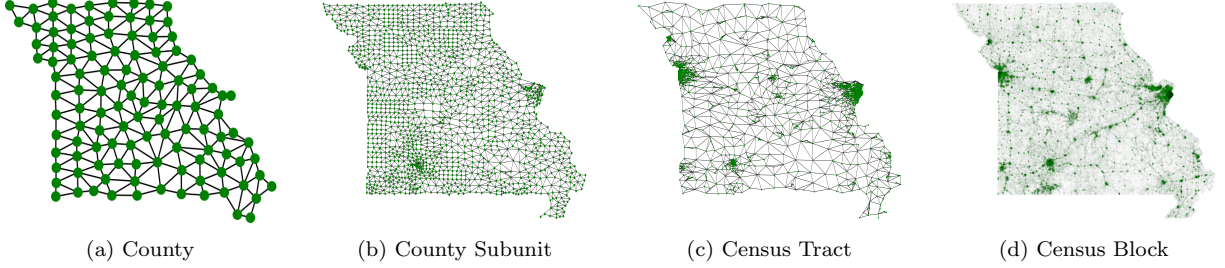 (a) County
(b) County Subunit
(c) Census Tract
(d) Census Block